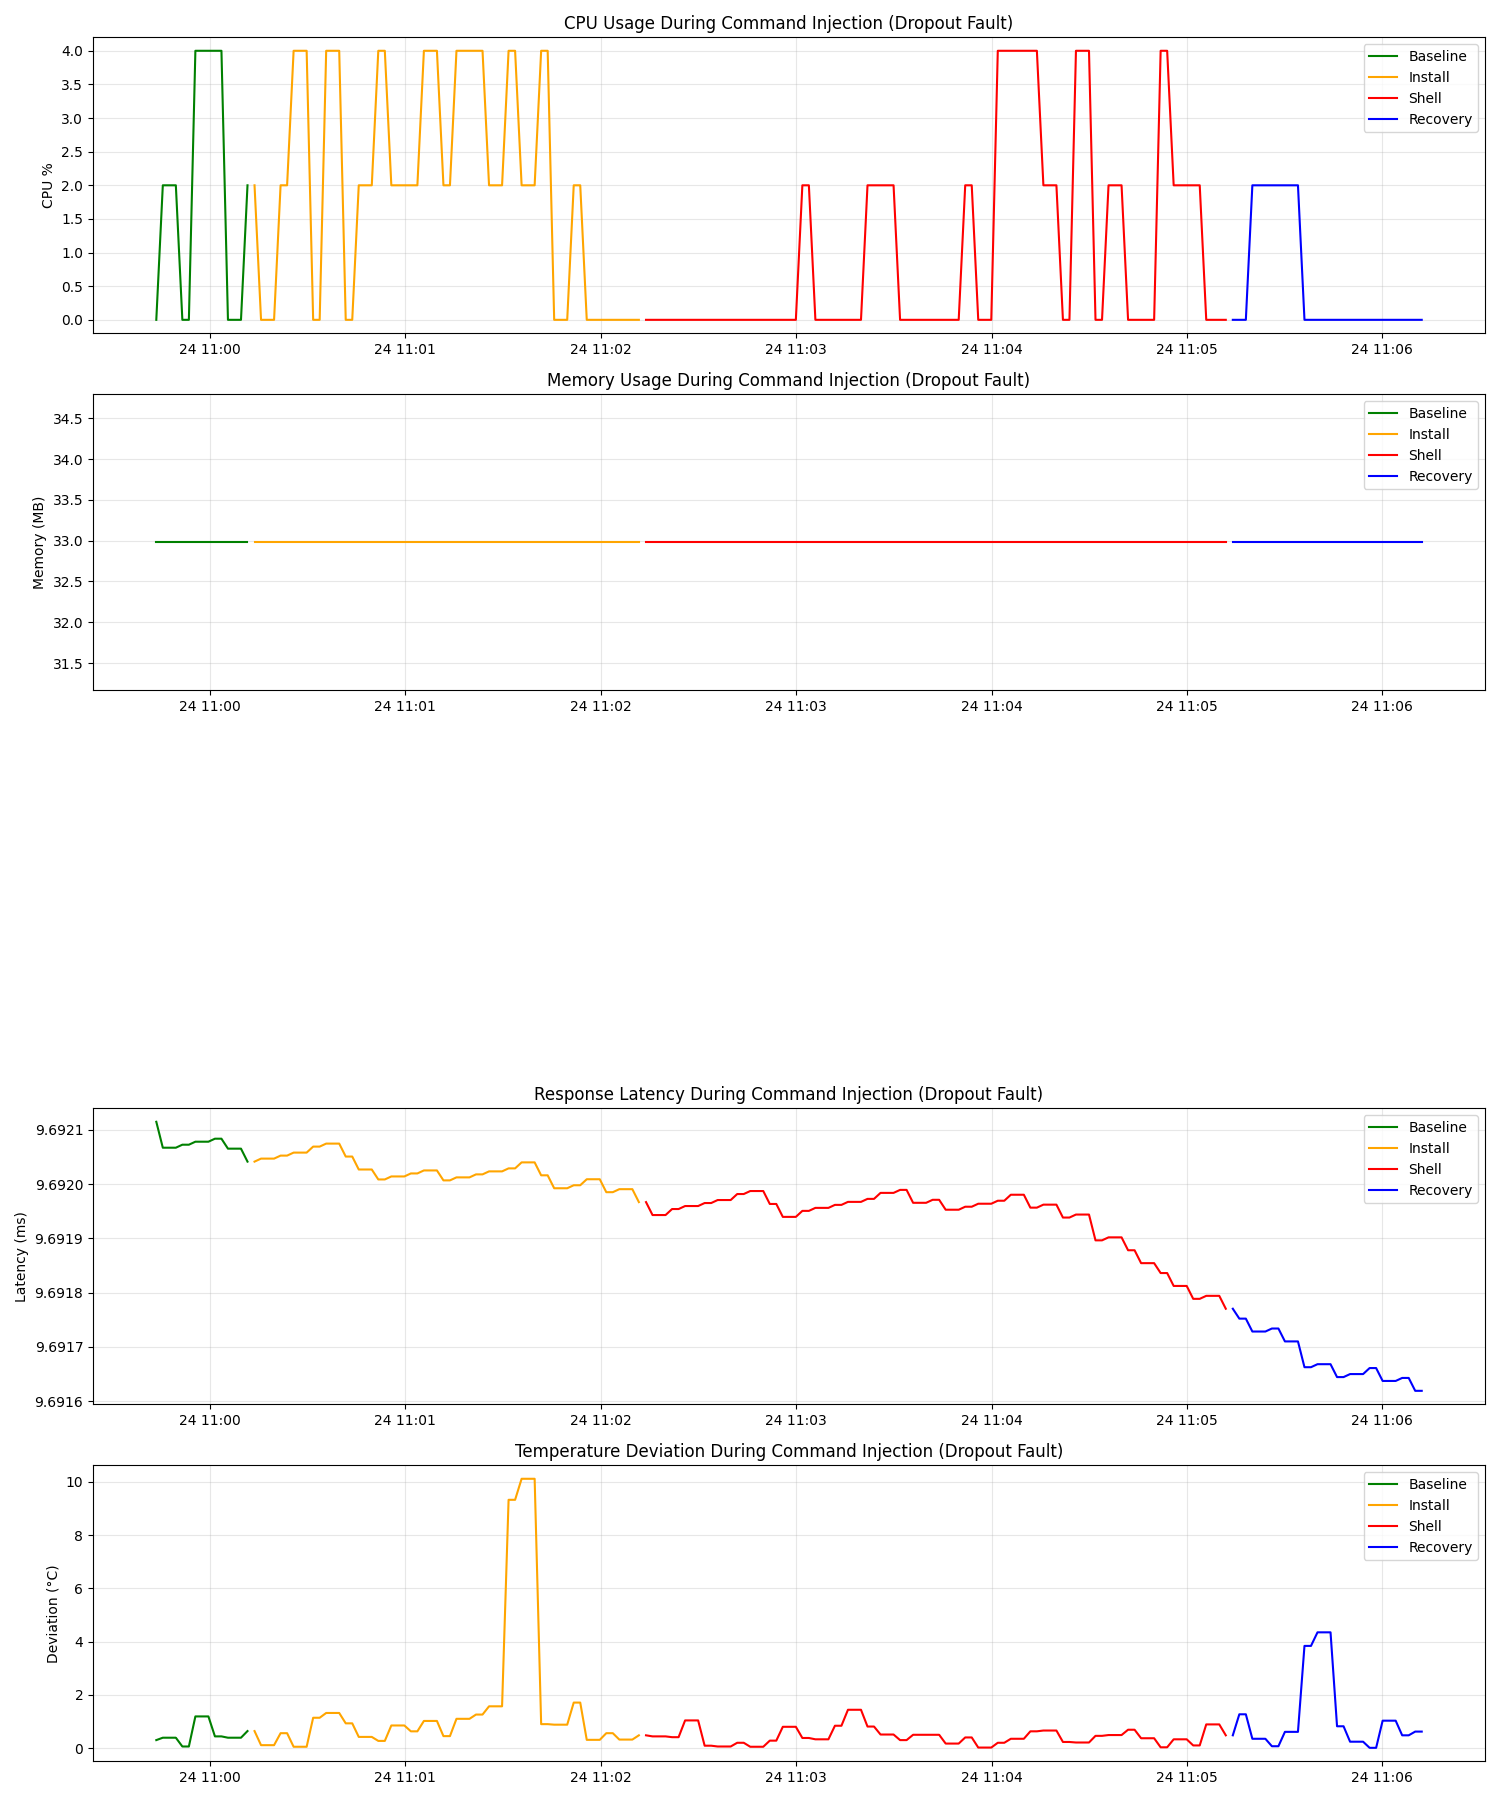 CPU Usage During Command Injection (Dropout Fault)
CPU %
4.0
3.5
3.0
2.5
2.0
1.5
1.0
0.5
0.0
Baseline
Install
Shell
Recovery
24 11:00
24 11:01
24 11:02
24 11:03
24 11:04
24 11:05
24 11:06
Memory Usage During Command Injection (Dropout Fault)
Memory (MB)
34.5
34.0
33.5
33.0
32.5
32.0
31.5
Baseline
Install
Shell
Recovery
24 11:00
24 11:01
24 11:02
24 11:03
24 11:04
24 11:05
24 11:06
Response Latency During Command Injection (Dropout Fault)
Latency (ms)
9.6921
9.6920
9.6919
9.6918
9.6917
9.6916
Baseline
Install
Shell
Recovery
24 11:00
24 11:01
24 11:02
24 11:03
24 11:04
24 11:05
24 11:06
Temperature Deviation During Command Injection (Dropout Fault)
Deviation (°C)
10
8
6
4
2
0
Baseline
Install
Shell
Recovery
24 11:00
24 11:01
24 11:02
24 11:03
24 11:04
24 11:05
24 11:06